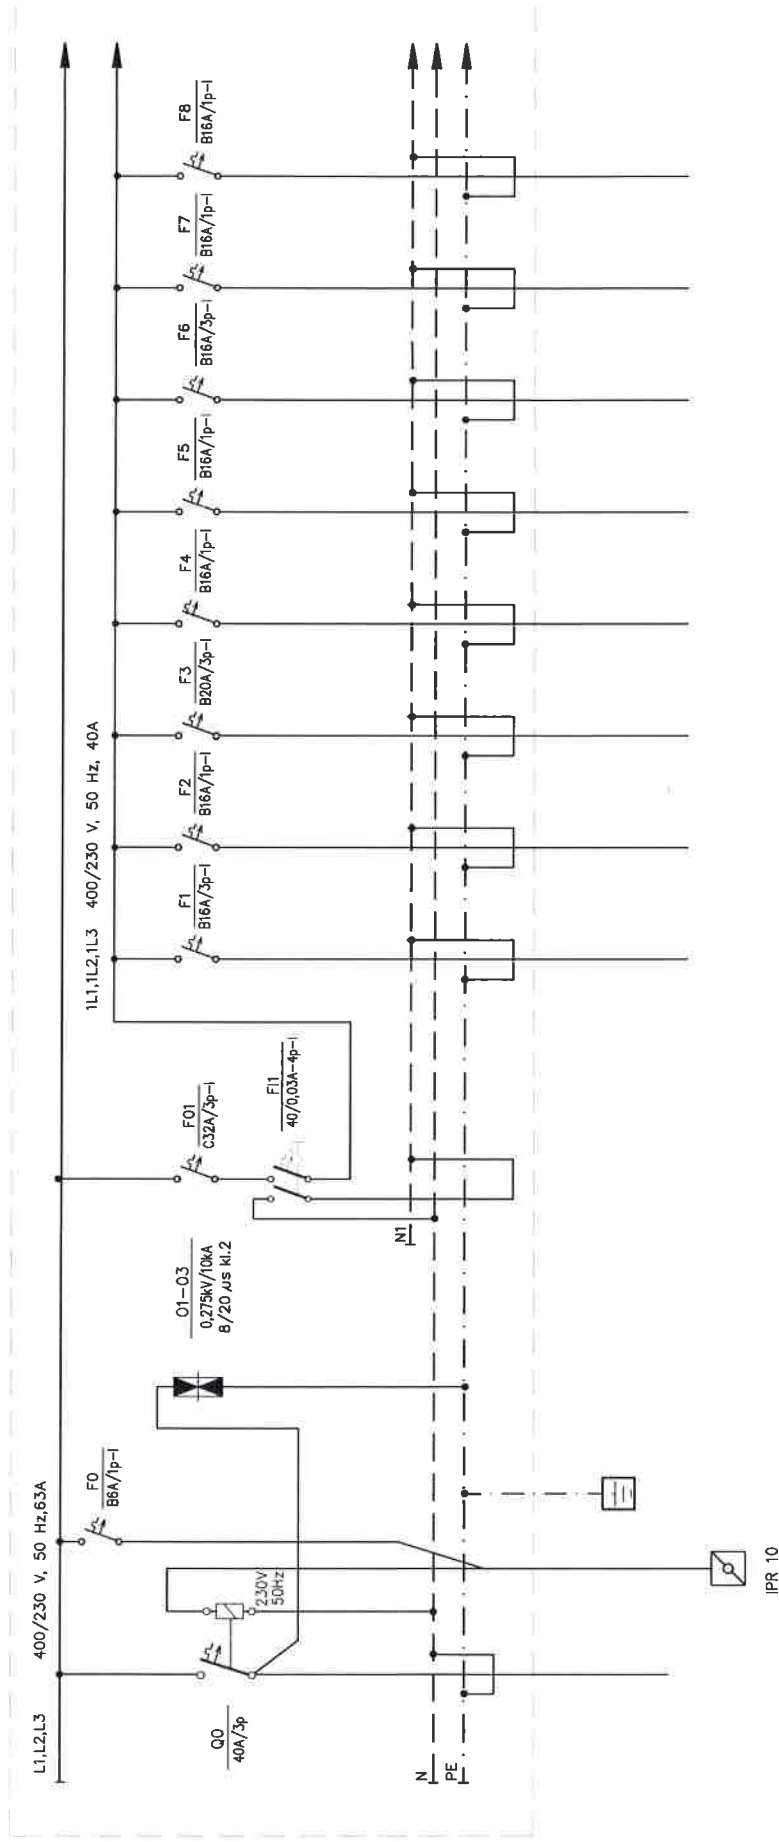 L1,L2,L3 400/230 V, 50 Hz,63A
1L1,1L2,1L3 400/230 V, 50 Hz, 40A
Q0
40A/3p
230V
50Hz
F0
B6A/1p-I
01-03
0,275kV/10kA
8/20 µs kl.2
F01
C32A/3p-I
FI1
40/0,03A-4p-I
F1
B16A/3p-I
F2
B16A/1p-I
F3
B20A/3p-I
F4
B16A/1p-I
F5
B16A/1p-I
F6
B16A/3p-I
F7
B16A/1p-I
F8
B16A/1p-I
N1
N
PE
IPR 10